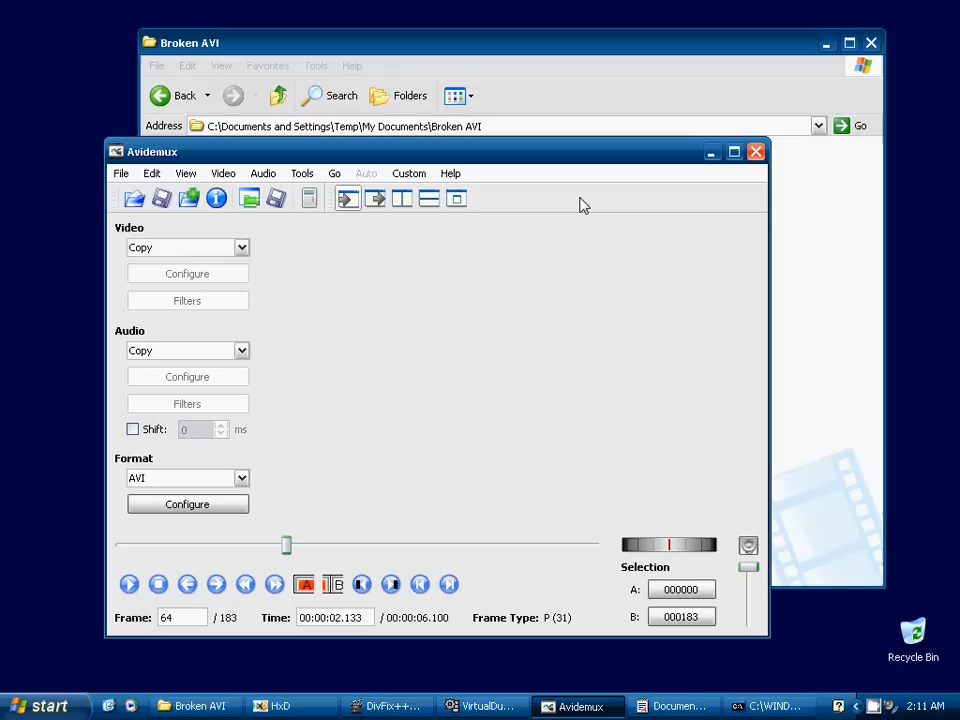 Broken AVI
File Edit View Favorites Tools Help
Back Search Folders
Address C:\Documents and Settings\Temp\My Documents\Broken AVI Go
Avidemux
File Edit View Video Audio Tools Go Auto Custom Help
Video
Copy
Configure
Filters
Audio
Copy
Configure
Filters
Shift: 0 ms
Format
AVI
Configure
Selection
A: 000000
A B
Frame: 64 / 183 Time: 00:00:02.133 / 00:00:06.100 Frame Type: P (31)
B: 000183
Recycle Bin
start Broken AVI HxD DivFix++... VirtualDu... Avidemux Documen... C:\WIND... 2:11 AM